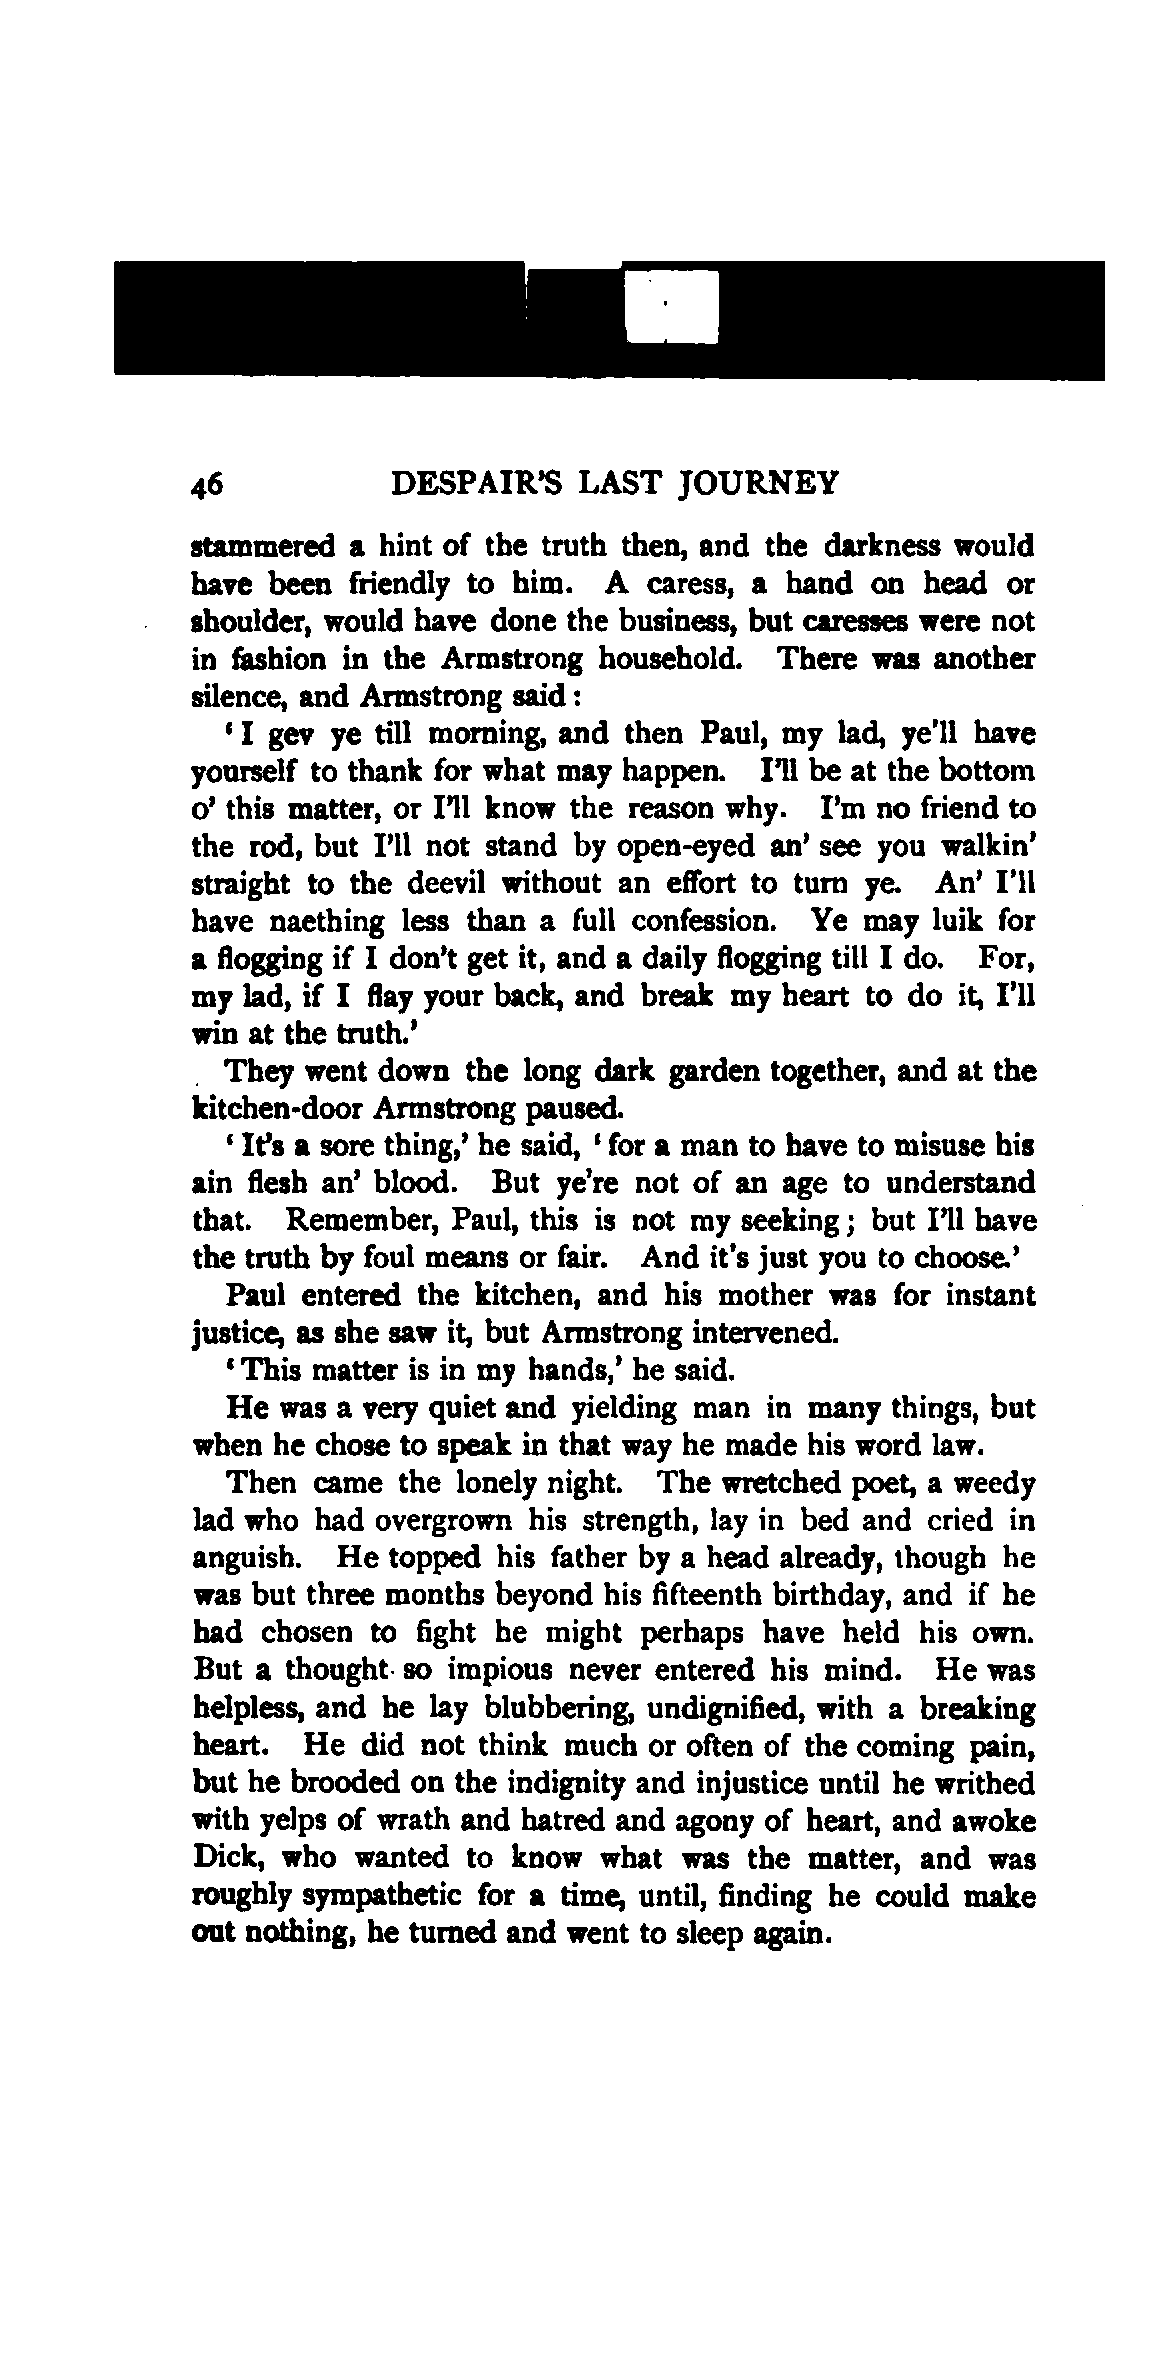 46 DESPAIR'S LAST JOURNEY
stammered a hint of the truth then, and the darkness would
have been friendly to him. A caress, a hand on head or
shoulder, would have done the business, but caresses were not
in fashion in the Armstrong household. There was another
silence, and Armstrong said:
'I gev ye till morning, and then Paul, my lad, ye'll have
yourself to thank for what may happen. I'll be at the bottom
o' this matter, or I'll know the reason why. I'm no friend to
the rod, but I'll not stand by open-eyed an' see you walkin'
straight to the deevil without an effort to turn ye. An' I'll
have naething less than a full confession. Ye may luik for
a flogging if I don't get it, and a daily flogging till I do. For,
my lad, if I flay your back, and break my heart to do it, I'll
win at the truth.'
They went down the long dark garden together, and at the
kitchen-door Armstrong paused.
'It's a sore thing,' he said, 'for a man to have to misuse his
ain flesh an' blood. But ye're not of an age to understand
that. Remember, Paul, this is not my seeking; but I'll have
the truth by foul means or fair. And it's just you to choose.'
Paul entered the kitchen, and his mother was for instant
justice, as she saw it, but Armstrong intervened.
'This matter is in my hands,' he said.
He was a very quiet and yielding man in many things, but
when he chose to speak in that way he made his word law.
Then came the lonely night. The wretched poet, a weedy
lad who had overgrown his strength, lay in bed and cried in
anguish. He topped his father by a head already, though he
was but three months beyond his fifteenth birthday, and if he
had chosen to fight he might perhaps have held his own.
But a thought so impious never entered his mind. He was
helpless, and he lay blubbering, undignified, with a breaking
heart. He did not think much or often of the coming pain,
but he brooded on the indignity and injustice until he writhed
with yelps of wrath and hatred and agony of heart, and awoke
Dick, who wanted to know what was the matter, and was
roughly sympathetic for a time, until, finding he could make
out nothing, he turned and went to sleep again.